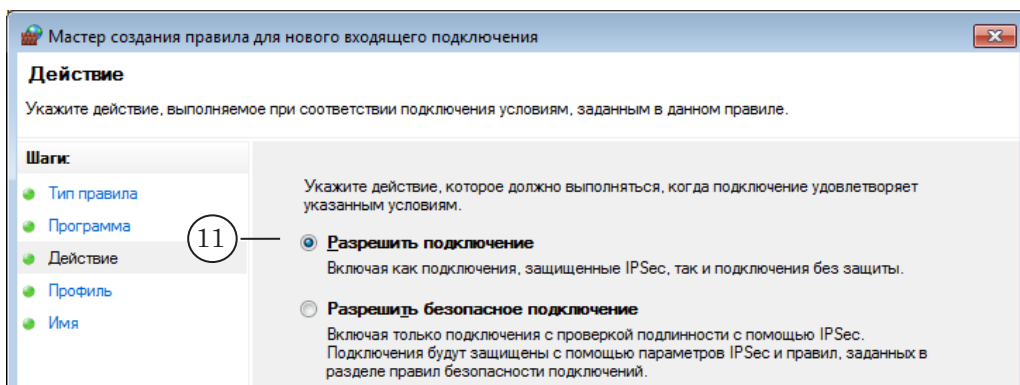 Мастер создания правила для нового входящего подключения
Действие
Укажите действие, выполняемое при соответствии подключения условиям, заданным в данном правиле.
Шаги:
Тип правила
Программа
Действие
Профиль
Имя
11
Укажите действие, которое должно выполняться, когда подключение удовлетворяет
указанным условиям.
Разрешить подключение
Включая как подключения, защищенные IPSec, так и подключения без защиты.
Разрешить безопасное подключение
Включая только подключения с проверкой подлинности с помощью IPSec.
Подключения будут защищены с помощью параметров IPSec и правил, заданных в
разделе правил безопасности подключений.